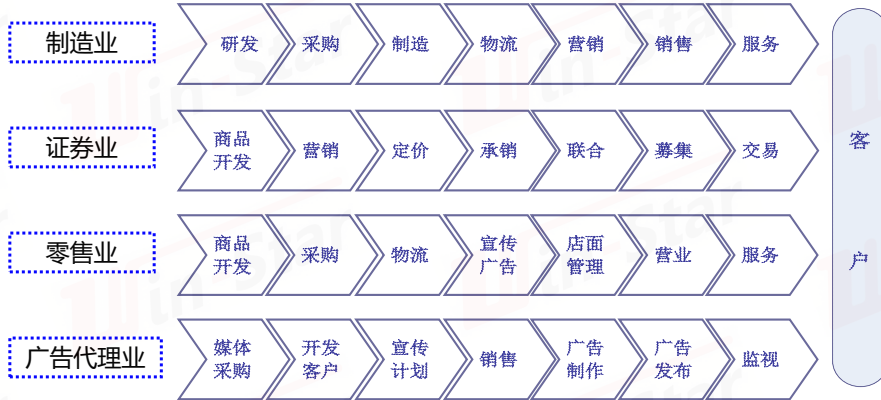 制造业
研发
采购
制造
物流
营销
销售
服务
证券业
商品
开发
营销
定价
承销
联合
募集
交易
零售业
商品
开发
采购
物流
宣传
广告
店面
管理
营业
服务
广告代理业
媒体
采购
开发
客户
宣传
计划
销售
广告
制作
广告
发布
监视
客
户